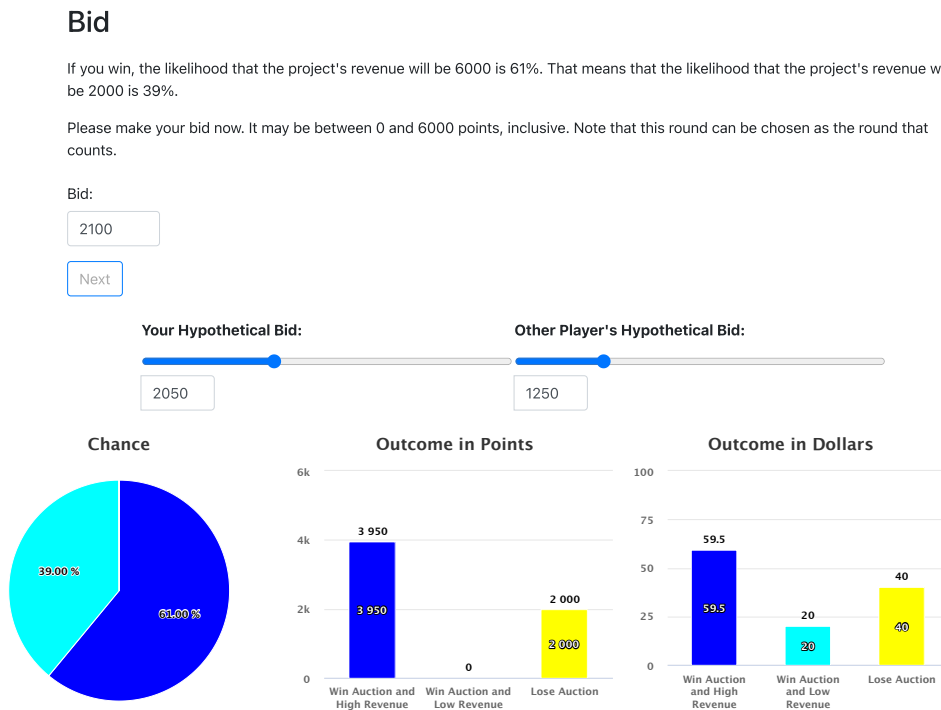 Bid
If you win, the likelihood that the project's revenue will be 6000 is 61%. That means that the likelihood that the project's revenue w
be 2000 is 39%.
Please make your bid now. It may be between 0 and 6000 points, inclusive. Note that this round can be chosen as the round that
counts.
Bid:
2100
Next
Your Hypothetical Bid:
Other Player's Hypothetical Bid:
2050
1250
Chance
39.00 %
61.00 %
Outcome in Points
6k
4k
2k
0
3 950
3 950
0
2 000
2 000
Win Auction and
High Revenue
Win Auction and
Low Revenue
Lose Auction
Outcome in Dollars
100
75
50
25
0
59.5
59.5
20
20
40
40
Win Auction
and High
Revenue
Win Auction
and Low
Revenue
Lose Auction